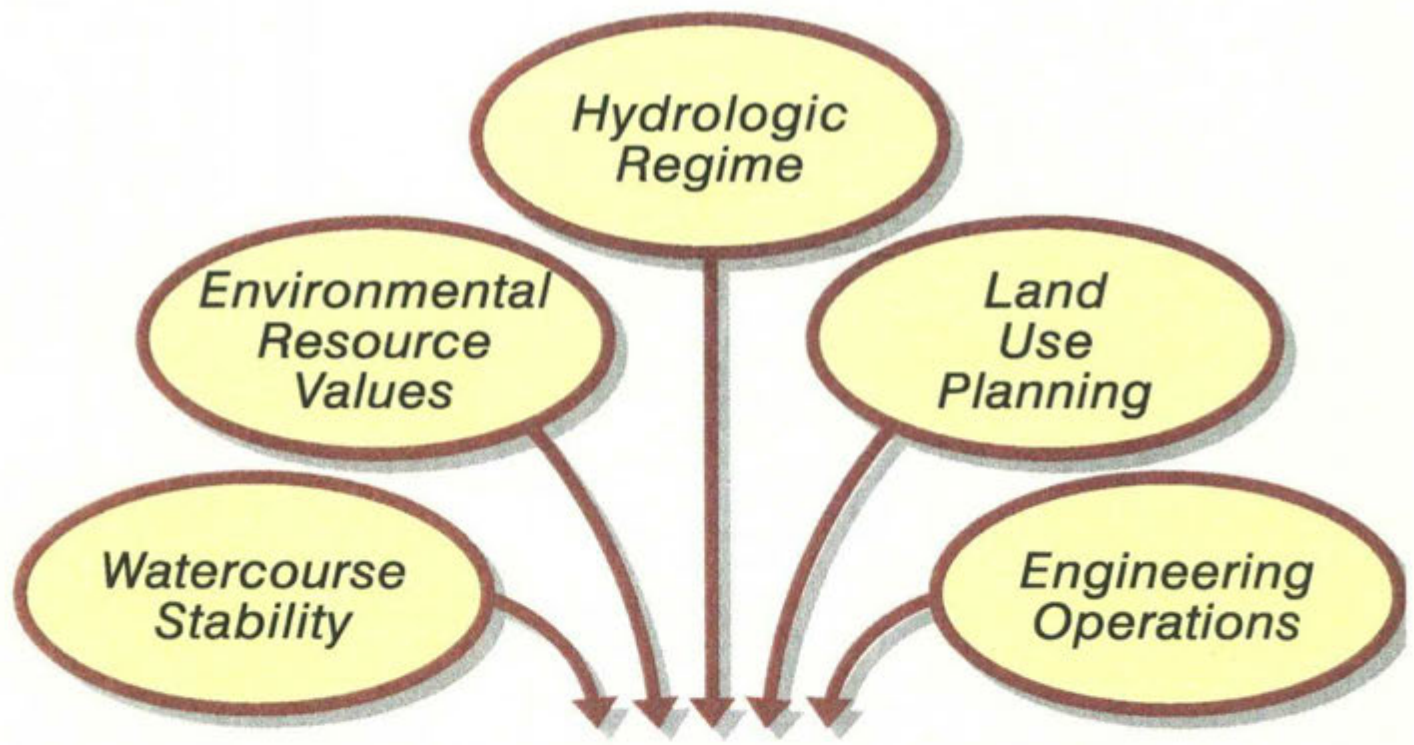 Hydrologic
Regime
Environmental
Resource
Values
Land
Use
Planning
Watercourse
Stability
Engineering
Operations